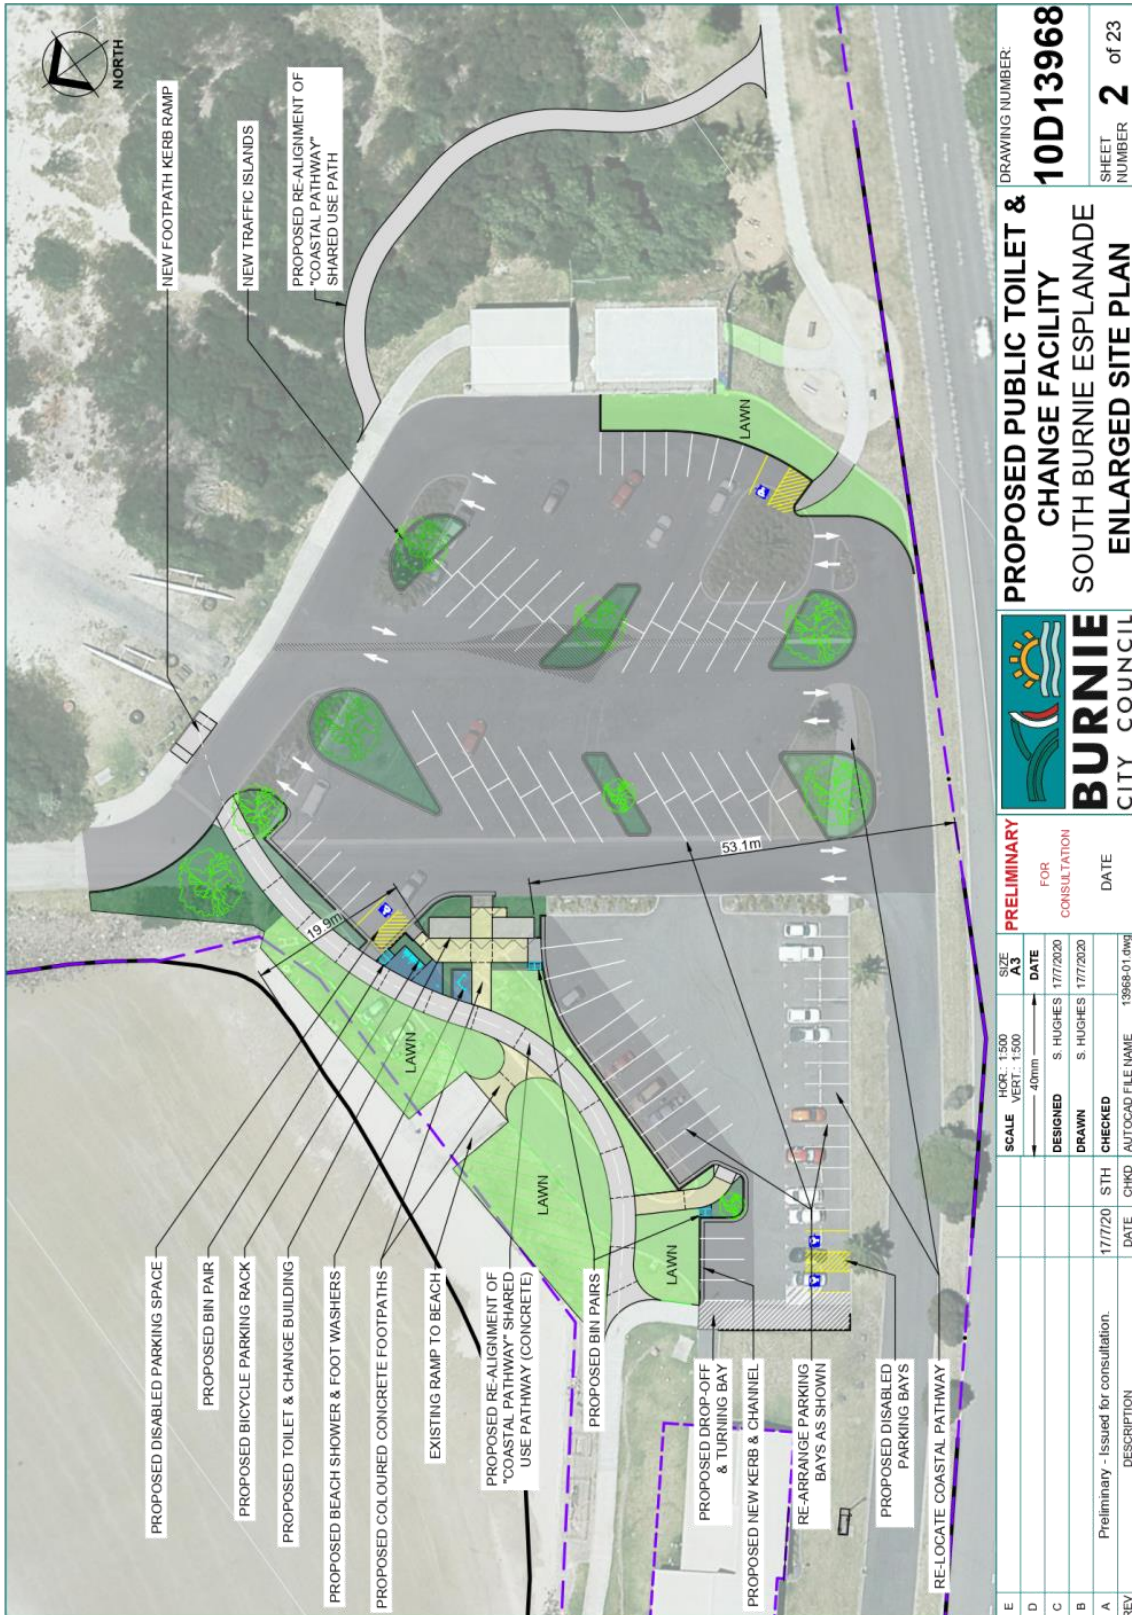 NORTH
NEW FOOTPATH KERB RAMP
NEW TRAFFIC ISLANDS
PROPOSED RE-ALIGNMENT OF
"COASTAL PATHWAY"
SHARED USE PATH
LAWN
19.9m
53.1m
LAWN
LAWN
LAWN
PROPOSED DISABLED PARKING SPACE
PROPOSED BIN PAIR
PROPOSED BICYCLE PARKING RACK
PROPOSED TOILET & CHANGE BUILDING
PROPOSED BEACH SHOWER & FOOT WASHERS
PROPOSED COLOURED CONCRETE FOOTPATHS
EXISTING RAMP TO BEACH
PROPOSED RE-ALIGNMENT OF
"COASTAL PATHWAY" SHARED
USE PATHWAY (CONCRETE)
PROPOSED BIN PAIRS
PROPOSED DROP-OFF
& TURNING BAY
PROPOSED NEW KERB & CHANNEL
RE-ARRANGE PARKING
BAYS AS SHOWN
PROPOSED DISABLED
PARKING BAYS
RE-LOCATE COASTAL PATHWAY
E
D
C
B
A Preliminary - Issued for consultation. 17/7/20 STH
REV DESCRIPTION DATE CHKD
SCALE HOR.: 1:500
VERT.: 1:500
SIZE
A3
40mm
DATE
DESIGNED S. HUGHES 17/7/2020
DRAWN S. HUGHES 17/7/2020
CHECKED
AUTOCAD FILE NAME 13968-01.dwg
PRELIMINARY
FOR
CONSULTATION
DATE
BURNIE
CITY COUNCIL
PROPOSED PUBLIC TOILET &
CHANGE FACILITY
SOUTH BURNIE ESPLANADE
ENLARGED SITE PLAN
DRAWING NUMBER:
10D13968
SHEET
NUMBER 2 of 23